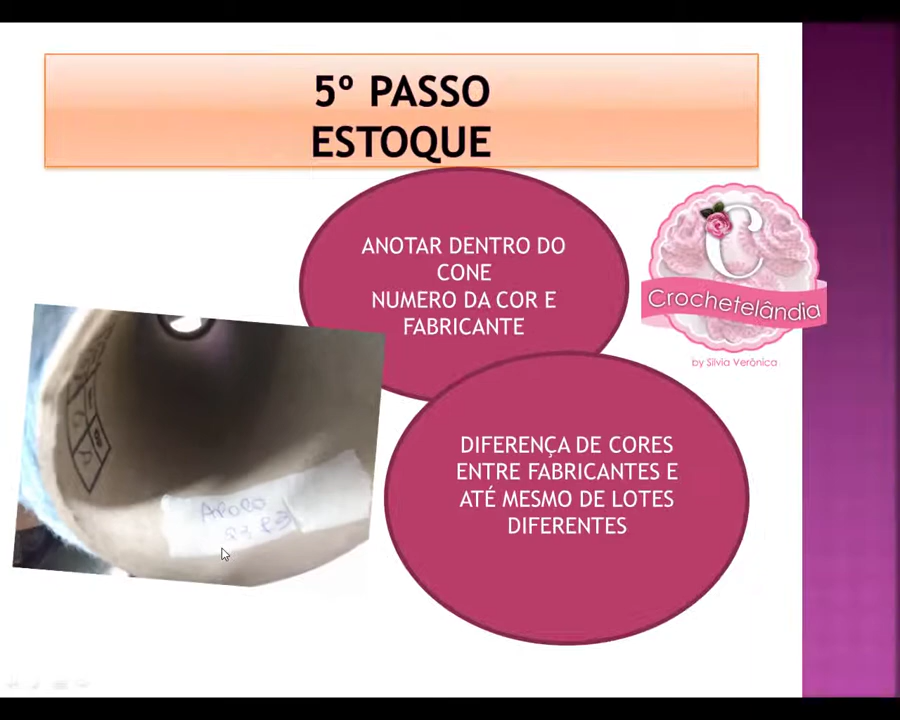 5º PASSO
ESTOQUE
ANOTAR DENTRO DO
CONE
NUMERO DA COR E
FABRICANTE
C
Crochetelândia
by Silvia Verônica
DIFERENÇA DE CORES
ENTRE FABRICANTES E
ATÉ MESMO DE LOTES
DIFERENTES
APOLO